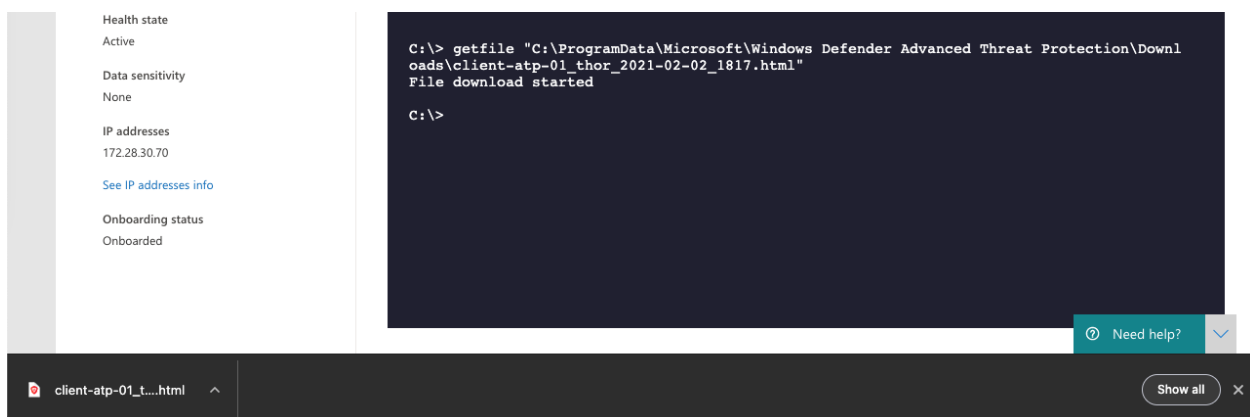 Health state
Active
Data sensitivity
None
IP addresses
172.28.30.70
See IP addresses info
Onboarding status
Onboarded
C:\> getfile "C:\ProgramData\Microsoft\Windows Defender Advanced Threat Protection\Downl
oads\client-atp-01_thor_2021-02-02_1817.html"
File download started
C:\>
Need help?
client-atp-01_t....html
Show all